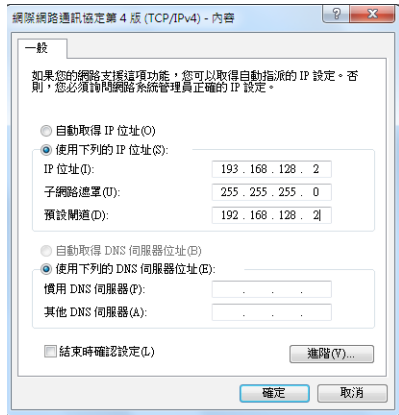 網際網路通訊協定第 4 版 (TCP/IPv4) - 內容
一般
如果您的網路支援這項功能，您可以取得自動指派的 IP 設定。否
則，您必須詢問網路系統管理員正確的 IP 設定。
自動取得 IP 位址(O)
使用下列的 IP 位址(S):
IP 位址(I): 193 . 168 . 128 . 2
子網路遮罩(U): 255 . 255 . 255 . 0
預設閘道(D): 192 . 168 . 128 . 2
自動取得 DNS 伺服器位址(B)
使用下列的 DNS 伺服器位址(E):
慣用 DNS 伺服器(P): . . .
其他 DNS 伺服器(A): . . .
結束時確認設定(L)
進階(V)...
確定 取消